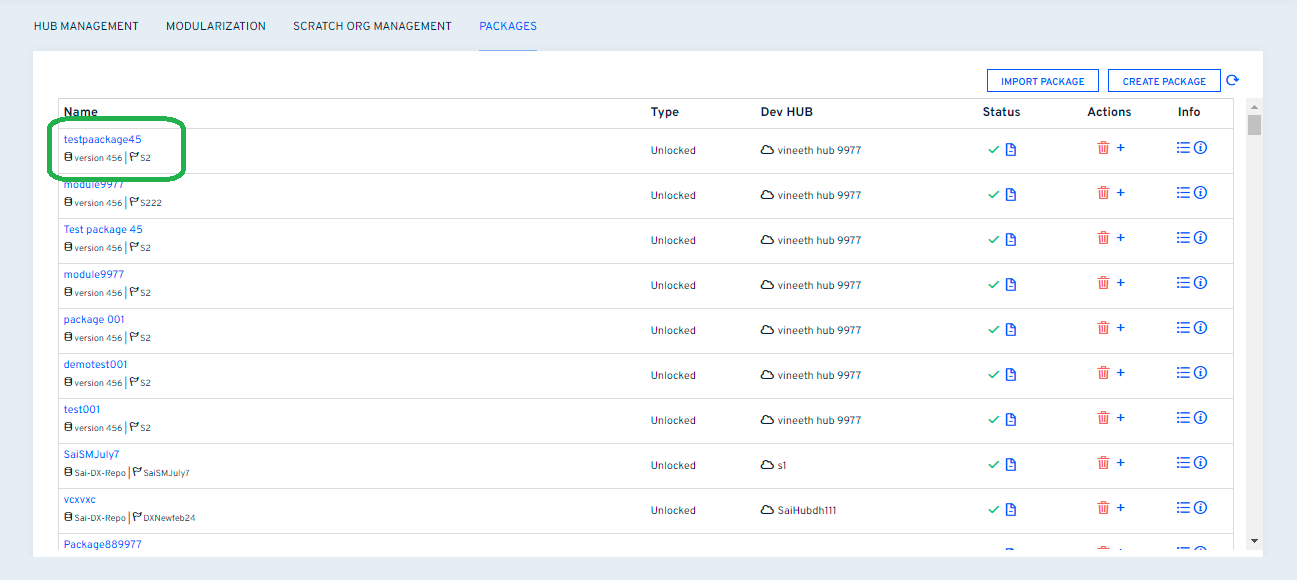 HUB MANAGEMENT MODULARIZATION SCRATCH ORG MANAGEMENT PACKAGES
IMPORT PACKAGE CREATE PACKAGE
Name Type Dev HUB Status Actions Info
testpaackage45
version 456 | S2 Unlocked vineeth hub 9977
module9977
version 456 | S222 Unlocked vineeth hub 9977
Test package 45
version 456 | S2 Unlocked vineeth hub 9977
module9977
version 456 | S2 Unlocked vineeth hub 9977
package 001
version 456 | S2 Unlocked vineeth hub 9977
demotest001
version 456 | S2 Unlocked vineeth hub 9977
test001
version 456 | S2 Unlocked vineeth hub 9977
SaiSMJuly7
Sai-DX-Repo | SaiSMJuly7 Unlocked s1
vcxvxc
Sai-DX-Repo | DXNewfeb24 Unlocked SaiHubdh111
Package889977